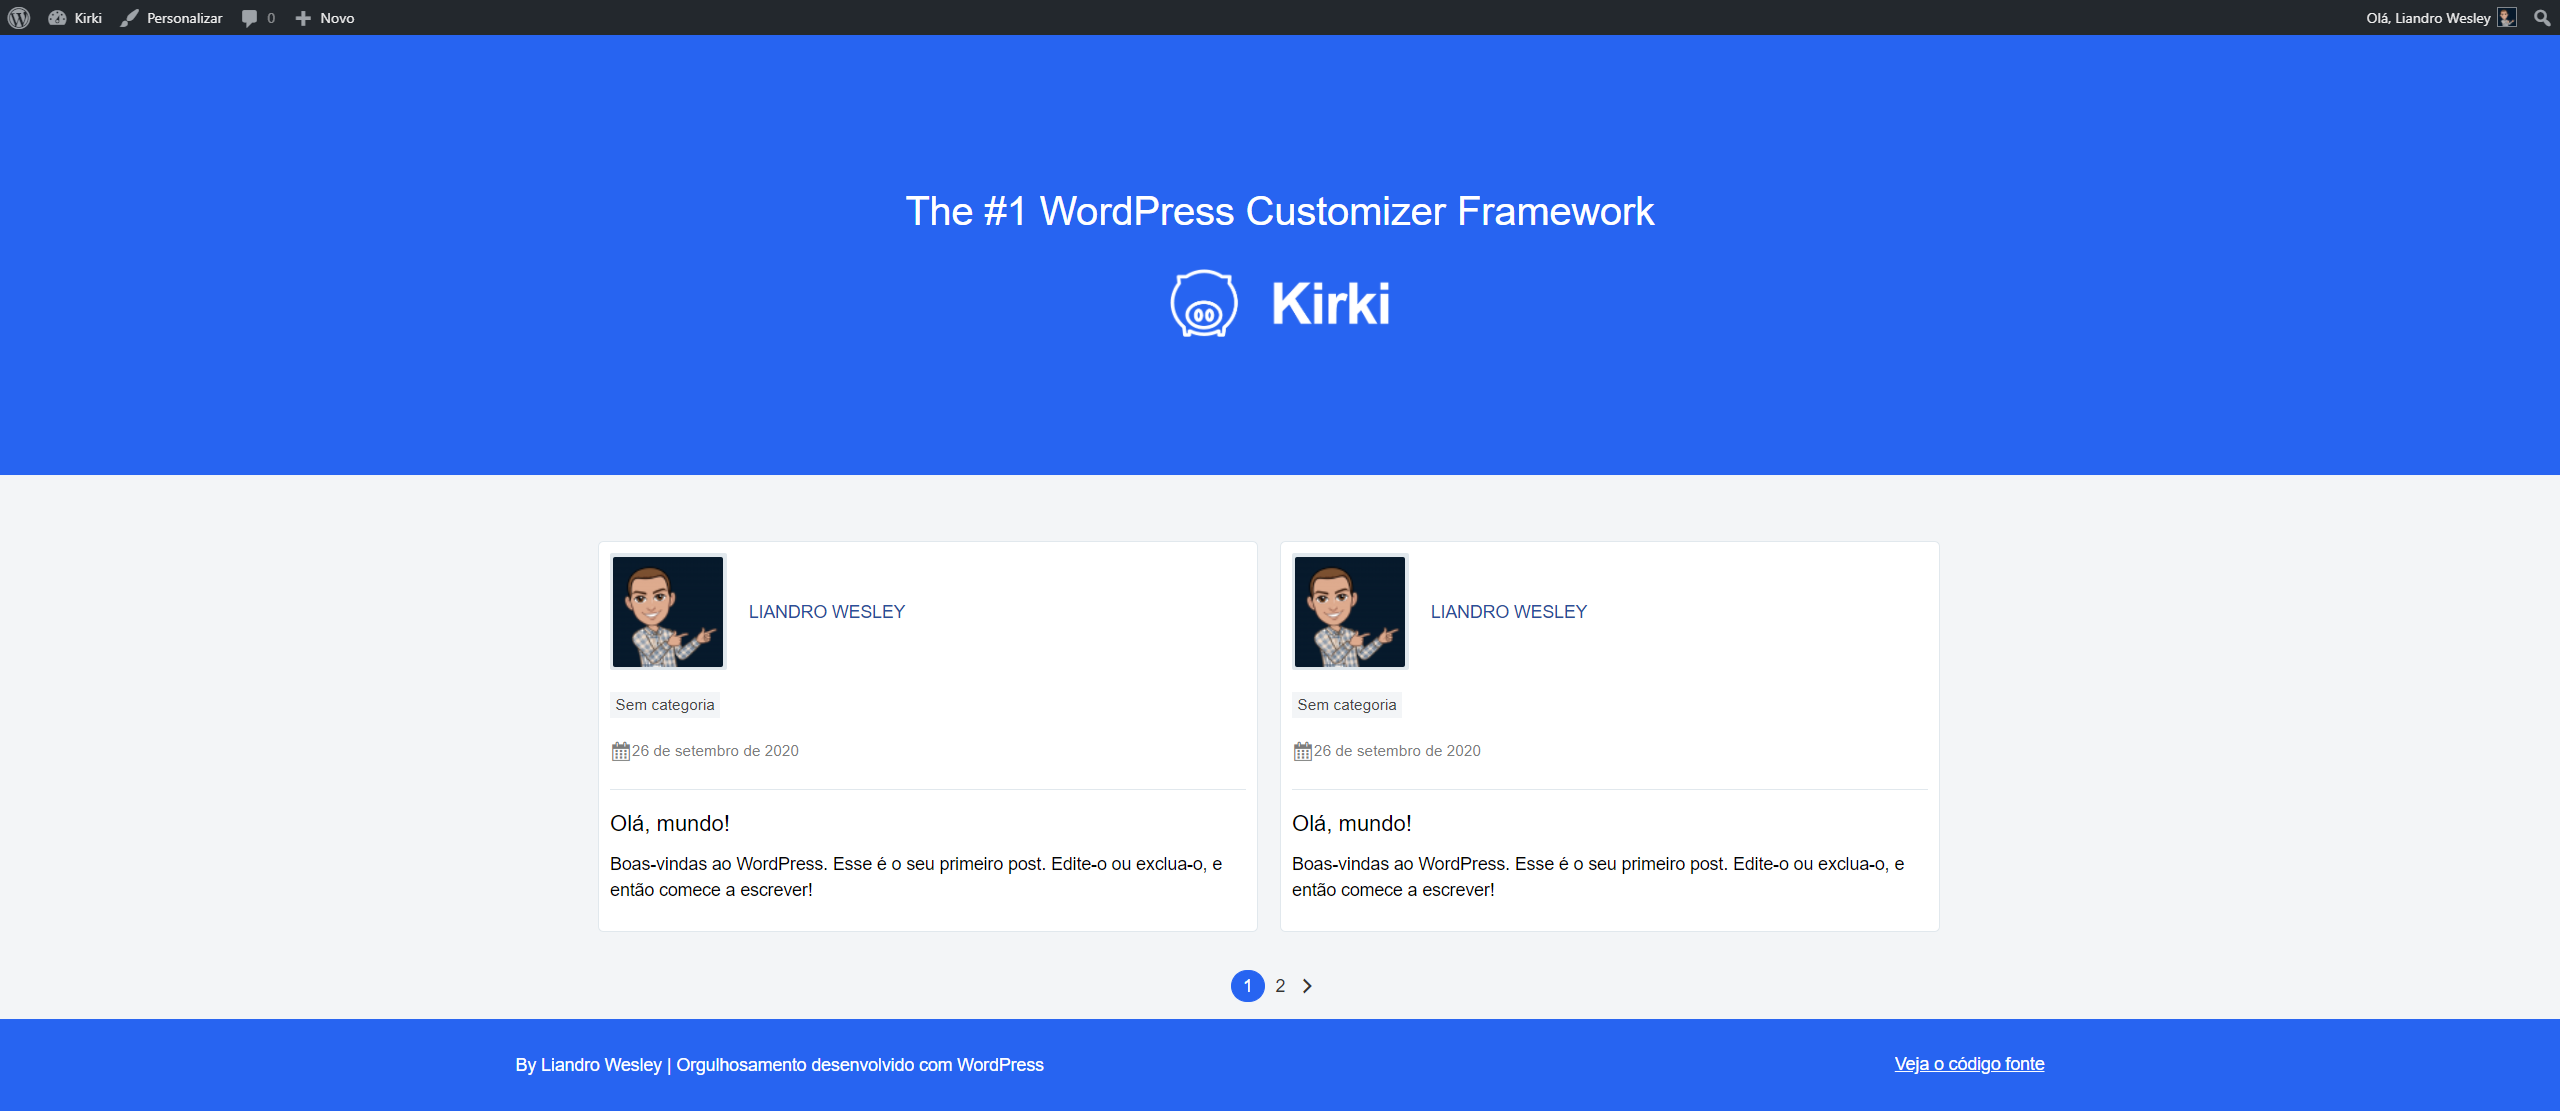 Kirki Personalizar 0 Novo Olá, Liandro Wesley
The #1 WordPress Customizer Framework
Kirki
LIANDRO WESLEY
Sem categoria
26 de setembro de 2020
Olá, mundo!
Boas-vindas ao WordPress. Esse é o seu primeiro post. Edite-o ou exclua-o, e
então comece a escrever!
LIANDRO WESLEY
Sem categoria
26 de setembro de 2020
Olá, mundo!
Boas-vindas ao WordPress. Esse é o seu primeiro post. Edite-o ou exclua-o, e
então comece a escrever!
1 2
By Liandro Wesley | Orgulhosamento desenvolvido com WordPress
Veja o código fonte